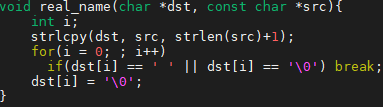 void real_name(char *dst, const char *src){
    int i;
    strlcpy(dst, src, strlen(src)+1);
    for(i = 0; ; i++)
      if(dst[i] == ' ' || dst[i] == '\0') break;
    dst[i] = '\0';
}